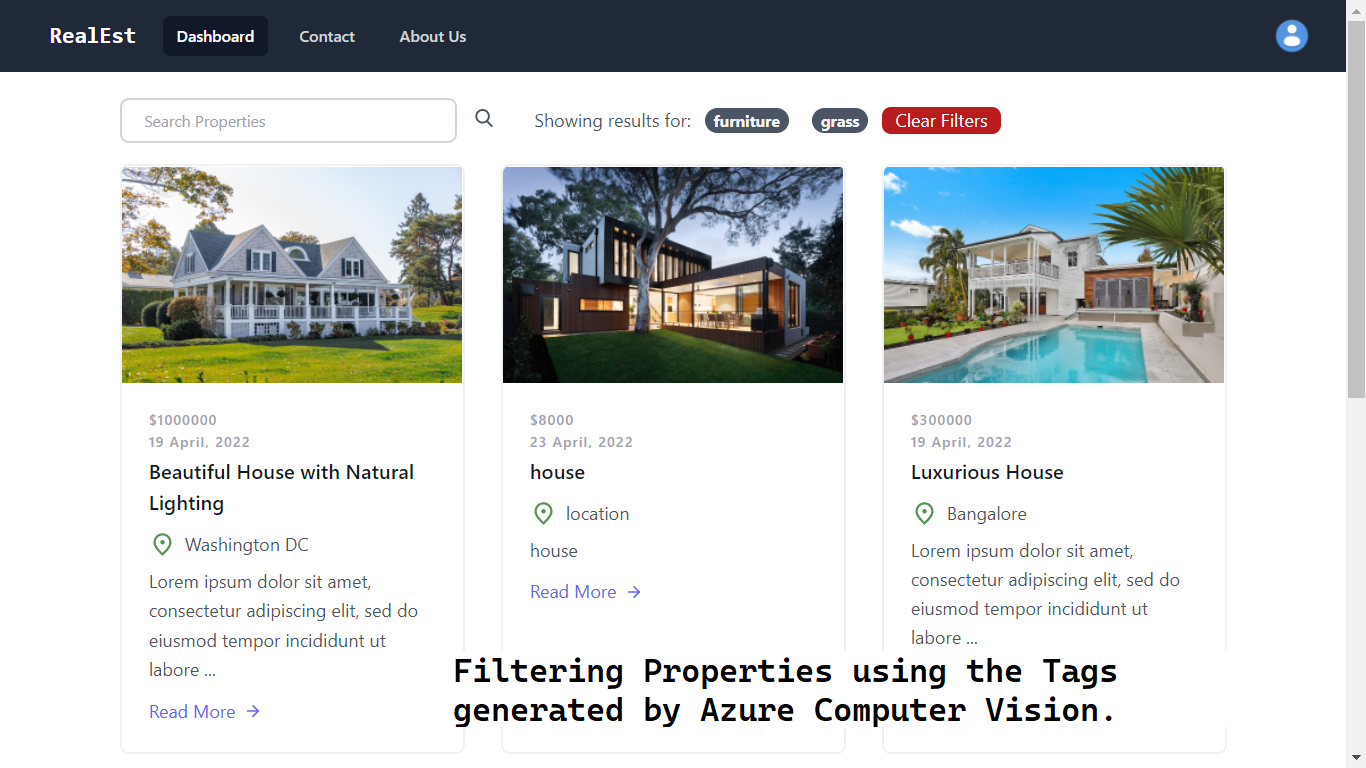 RealEst Dashboard Contact About Us
Search Properties Showing results for: furniture grass Clear Filters
$1000000
19 April, 2022
Beautiful House with Natural
Lighting
Washington DC
Lorem ipsum dolor sit amet,
consectetur adipiscing elit, sed do
eiusmod tempor incididunt ut
labore ...
Read More →
$8000
23 April, 2022
house
location
house
Read More →
$300000
19 April, 2022
Luxurious House
Bangalore
Lorem ipsum dolor sit amet,
consectetur adipiscing elit, sed do
eiusmod tempor incididunt ut
labore ...
Filtering Properties using the Tags
generated by Azure Computer Vision.